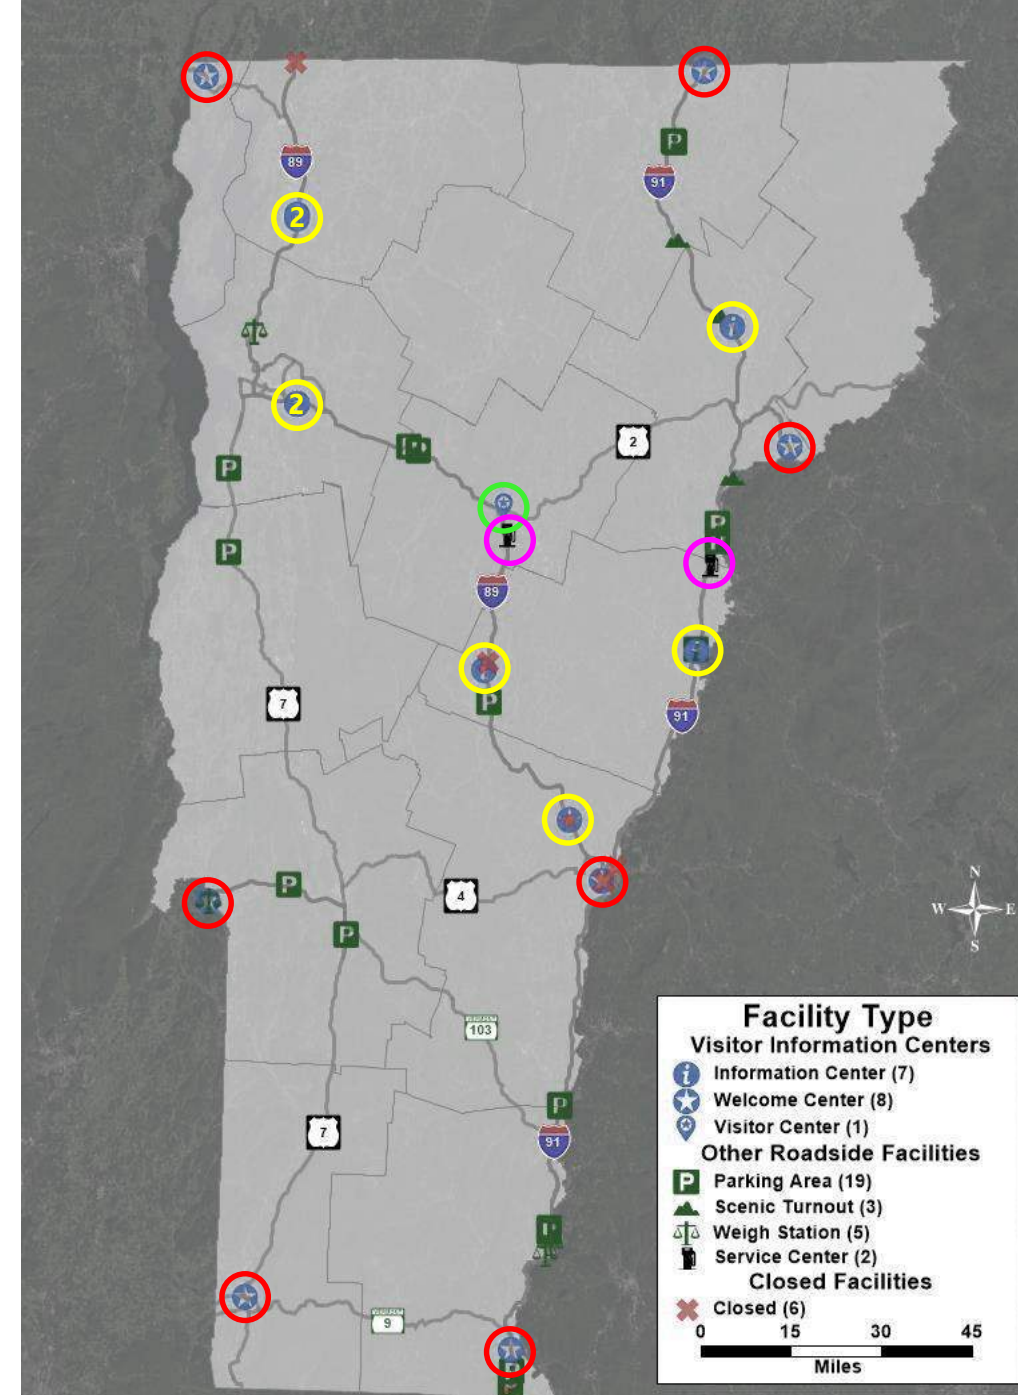 89
91
2
2
2
P
P
P
P
P
89
P
7
91
P
P
4
P
N
W
E
S
103
P
91
7
P
9
P
Facility Type
Visitor Information Centers
i Information Center (7)
Welcome Center (8)
Visitor Center (1)
Other Roadside Facilities
P Parking Area (19)
Scenic Turnout (3)
Weigh Station (5)
Service Center (2)
Closed Facilities
Closed (6)
0 15 30 45
Miles